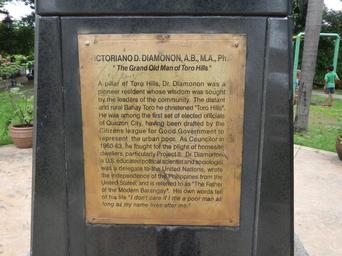 VICTORIANO D. DIAMONON, A.B., M.A., Ph.
"The Grand Old Man of Toro Hills"
A pillar of Toro Hills, Dr. Diamonon was a
pioneer resident whose wisdom was sought
by the leaders of the community. The distant
and rural Bahay Toro he christened "Toro Hills".
He was among the first set of elected officials
of Quezon City, having been drafted by the
Citizens league for Good Government to
represent the urban poor. As Councilor in
1960-63, he fought for the plight of homesite
dwellers, particularly Project 8. Dr. Diamonon,
a U.S. educated political scientist and sociologist,
was a delegate to the United Nations, wrote
the Independence of the Philippines from the
United States, and is referred to as "The Father
of the Modern Barangay". His own words tell
of his life "I don't care if I die a poor man as
long as my name lives after me."